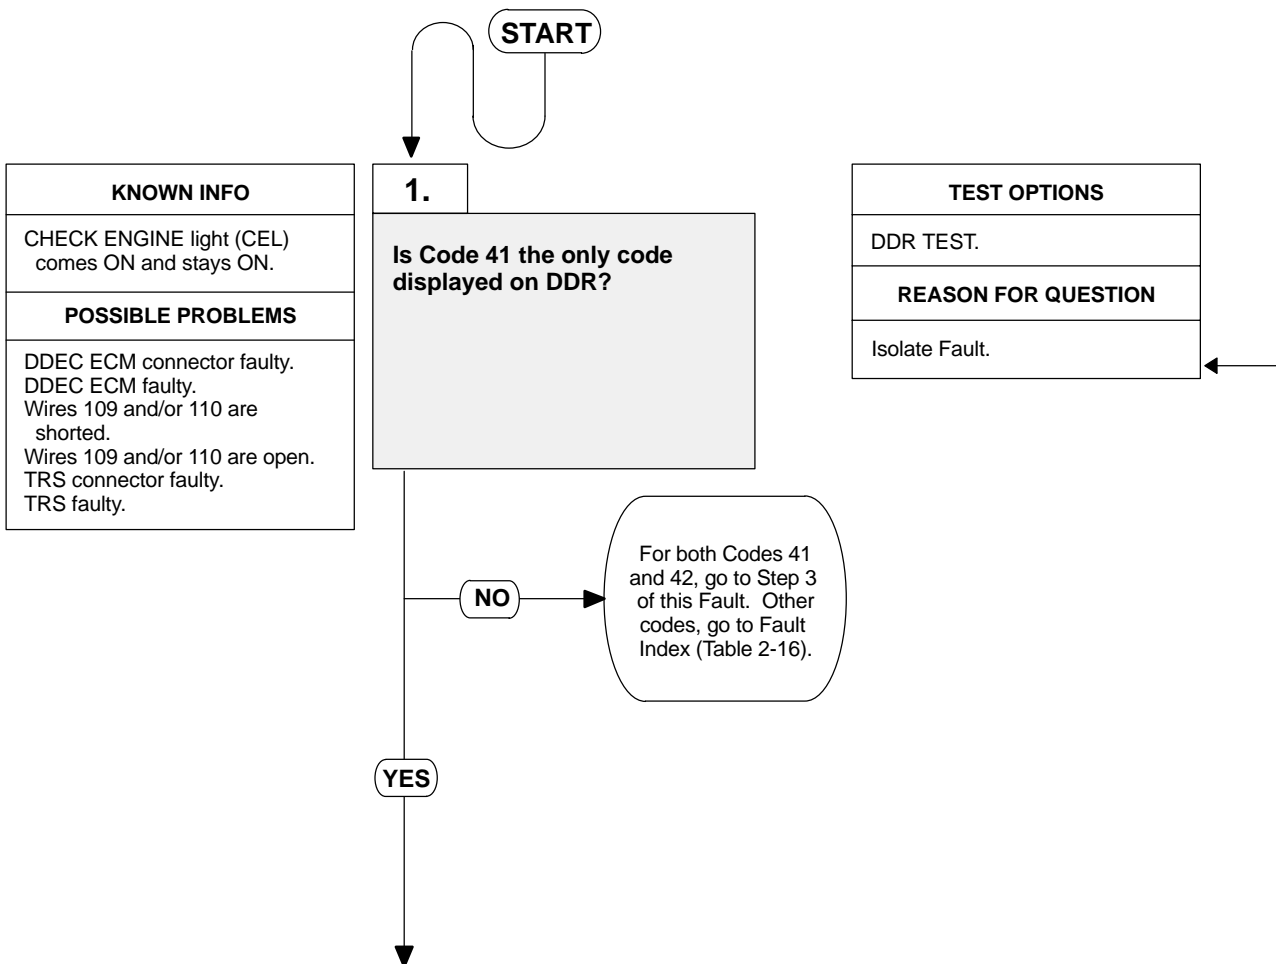 START
KNOWN INFO
CHECK ENGINE light (CEL)
comes ON and stays ON.
POSSIBLE PROBLEMS
DDEC ECM connector faulty.
DDEC ECM faulty.
Wires 109 and/or 110 are
shorted.
Wires 109 and/or 110 are open.
TRS connector faulty.
TRS faulty.
1.
Is Code 41 the only code
displayed on DDR?
TEST OPTIONS
DDR TEST.
REASON FOR QUESTION
Isolate Fault.
NO
For both Codes 41
and 42, go to Step 3
of this Fault.  Other
codes, go to Fault
Index (Table 2-16).
YES